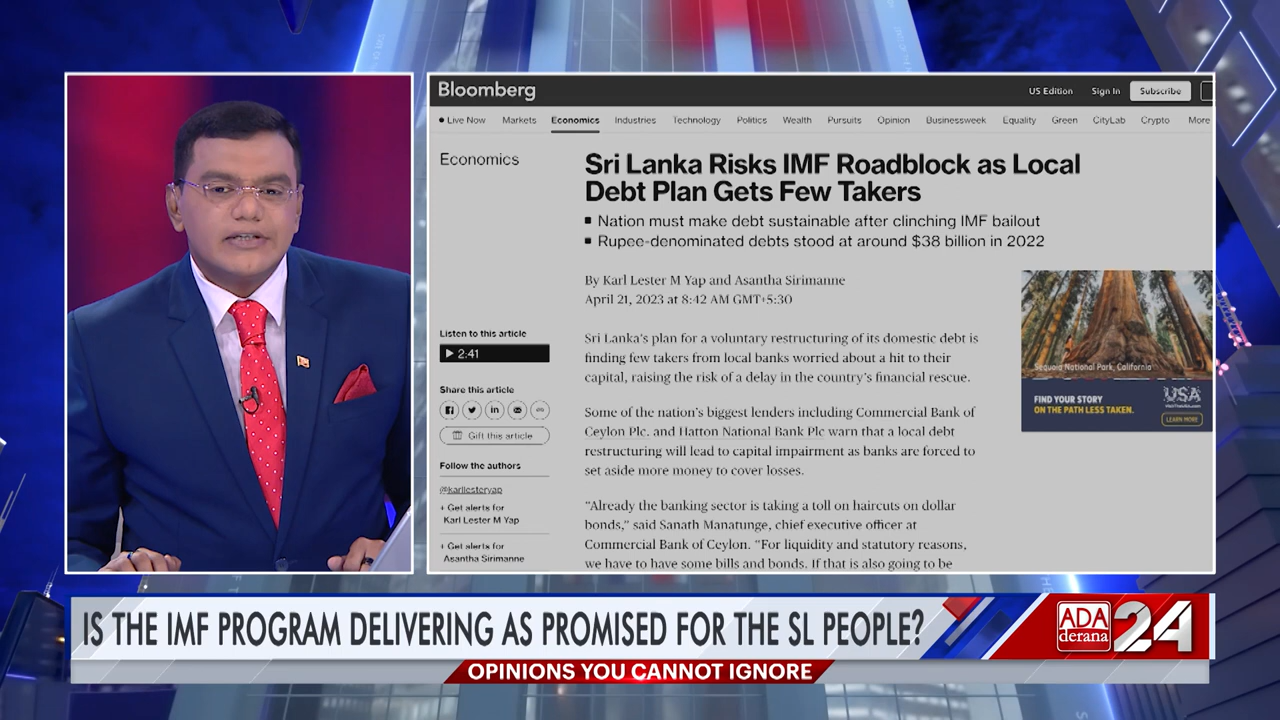 Bloomberg
US Edition
Sign In
Subscribe
Live Now
Markets
Economics
Industries
Technology
Politics
Wealth
Pursuits
Opinion
Businessweek
Equality
Green
CityLab
Crypto
More
Economics
Sri Lanka Risks IMF Roadblock as Local
Debt Plan Gets Few Takers
Nation must make debt sustainable after clinching IMF bailout
Rupee-denominated debts stood at around $38 billion in 2022
By Karl Lester M Yap and Asantha Sirimanne
April 21, 2023 at 8:42 AM GMT+5:30
Listen to this article
2:41
Share this article
Gift this article
Follow the authors
@karllesteryap
+ Get alerts for
Karl Lester M Yap
+ Get alerts for
Asantha Sirimanne
Sri Lanka's plan for a voluntary restructuring of its domestic debt is
finding few takers from local banks worried about a hit to their
capital, raising the risk of a delay in the country's financial rescue.
Some of the nation's biggest lenders including Commercial Bank of
Ceylon Plc. and Hatton National Bank Plc warn that a local debt
restructuring will lead to capital impairment as banks are forced to
set aside more money to cover losses.
"Already the banking sector is taking a toll on haircuts on dollar
bonds," said Sanath Manatunge, chief executive officer at
Commercial Bank of Ceylon. "For liquidity and statutory reasons,
we have to have some bills and bonds. If that is also going to be
Sequoia National Park, California
FIND YOUR STORY
ON THE PATH LESS TAKEN.
USA
VisitTheUSA.com
LEARN MORE
IS THE IMF PROGRAM DELIVERING AS PROMISED FOR THE SL PEOPLE?
ADA
derana
24
OPINIONS YOU CANNOT IGNORE